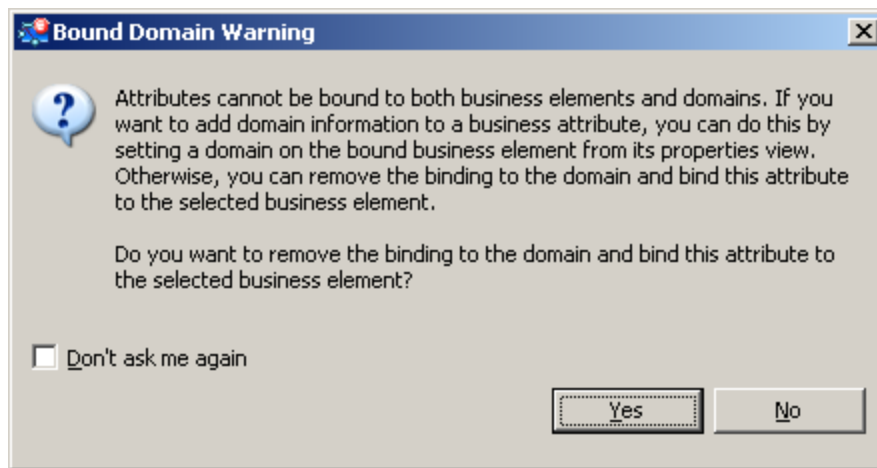 Bound Domain Warning
Attributes cannot be bound to both business elements and domains. If you
want to add domain information to a business attribute, you can do this by
setting a domain on the bound business element from its properties view.
Otherwise, you can remove the binding to the domain and bind this attribute
to the selected business element.
Do you want to remove the binding to the domain and bind this attribute to
the selected business element?
Don't ask me again
Yes
No